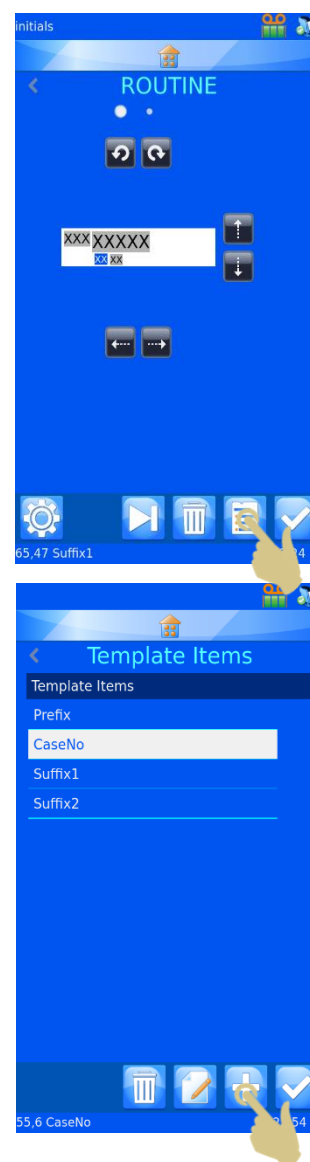 initials
ROUTINE
XXX XXXXX
XX XX
65,47 Suffix1
Template Items
Template Items
Prefix
CaseNo
Suffix1
Suffix2
55,6 CaseNo